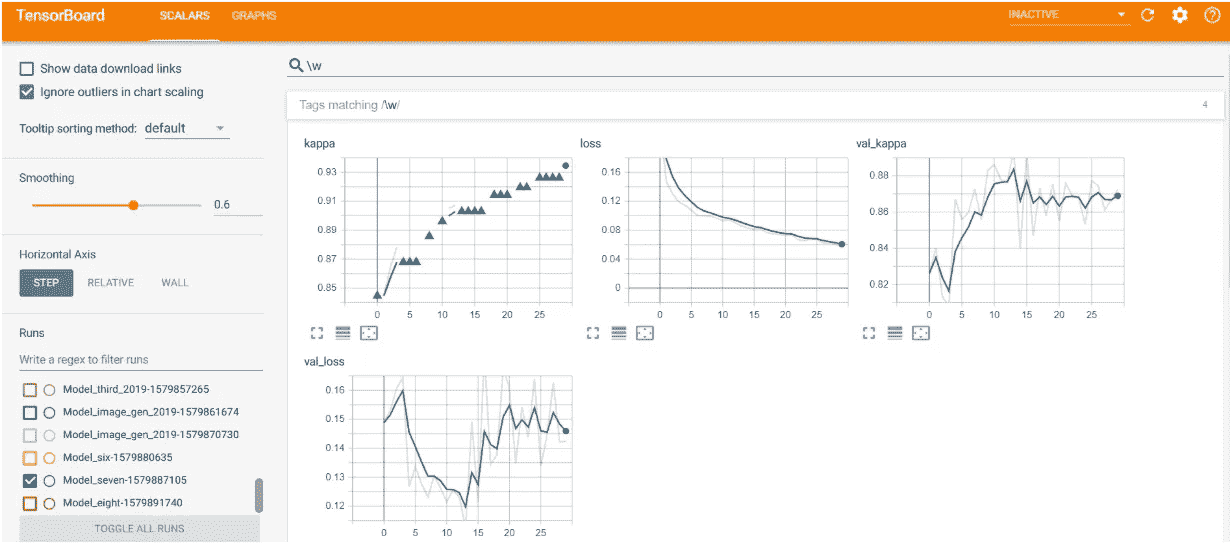 TensorBoard SCALARS GRAPHS INACTIVE
Show data download links
Ignore outliers in chart scaling
Tooltip sorting method: default
Smoothing
0.6
Horizontal Axis
STEP RELATIVE WALL
Runs
Write a regex to filter runs
Model_third_2019-1579857265
Model_image_gen_2019-1579861674
Model_image_gen_2019-1579870730
Model_six-1579880635
Model_seven-1579887105
Model_eight-1579891740
TOGGLE ALL RUNS
\w
Tags matching /\w/ 4
kappa
0.93
0.91
0.89
0.87
0.85
0 5 10 15 20 25
loss
0.16
0.12
0.08
0.04
0
0 5 10 15 20 25
val_kappa
0.88
0.86
0.84
0.82
0 5 10 15 20 25
val_loss
0.16
0.15
0.14
0.13
0.12
0 5 10 15 20 25